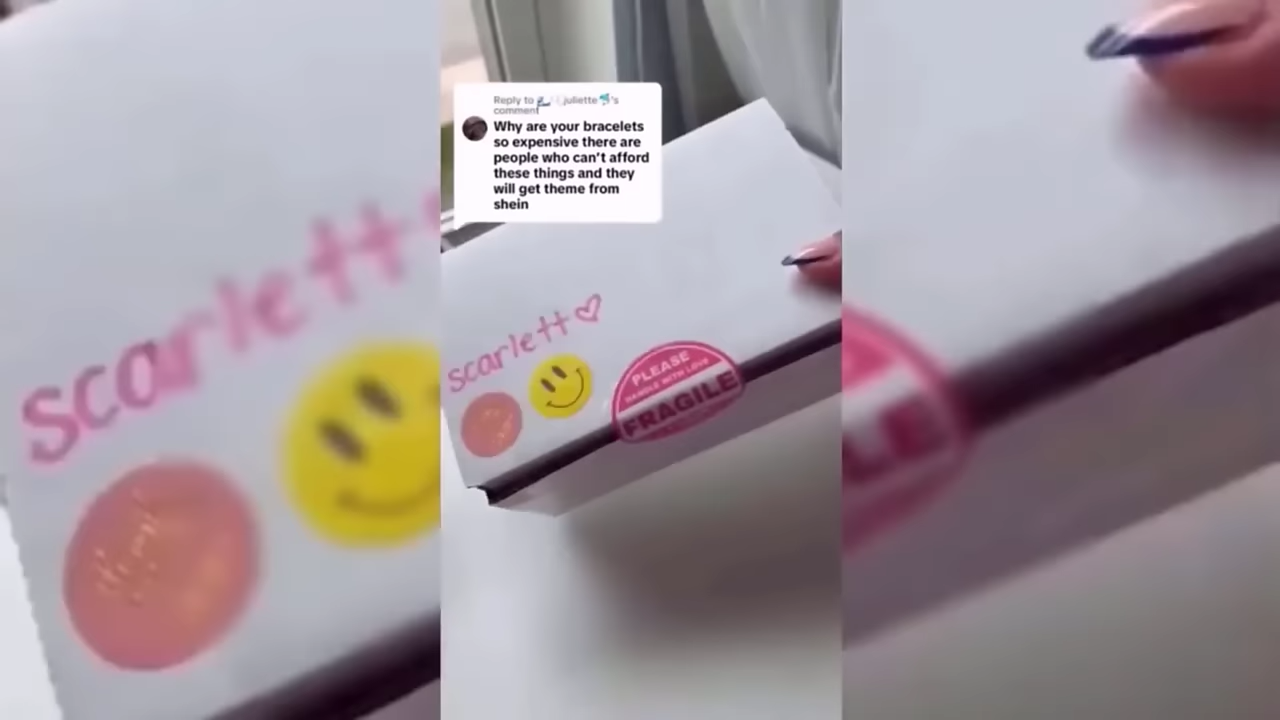 Reply to juliette's
comment
Why are your bracelets
so expensive there are
people who can't afford
these things and they
will get theme from
shein
scarlett
PLEASE
HANDLE WITH LOVE
FRAGILE